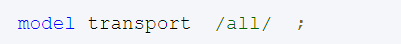 model transport  /all/  ;